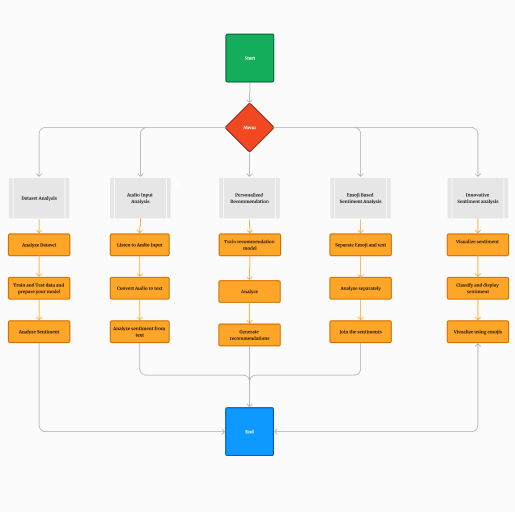 Start
Menu
Dataset Analysis
Audio Input
Analysis
Personalized
Recommendation
Emoji Based
Sentiment Analysis
Innovative
Sentiment analysis
Analyze Dataset
Listen to Audio Input
Train recommendation
model
Separate Emoji and text
Visualize sentiment
Train and Test data and
prepare your model
Convert Audio to text
Analyze
Analyze separately
Classify and display
sentiment
Analyze Sentiment
Analyze sentiment from
text
Generate
recommendations
Join the sentiments
Visualize using emojis
End